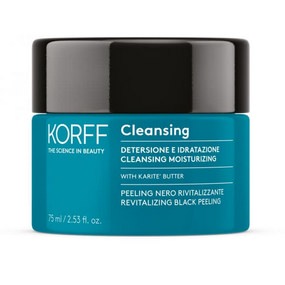 KORFF
THE SCIENCE IN BEAUTY
Cleansing
DETERSIONE E IDRATAZIONE
CLEANSING MOISTURIZING
WITH KARITE' BUTTER
PEELING NERO RIVITALIZZANTE
REVITALIZING BLACK PEELING
75 ml / 2.53 fl. oz.